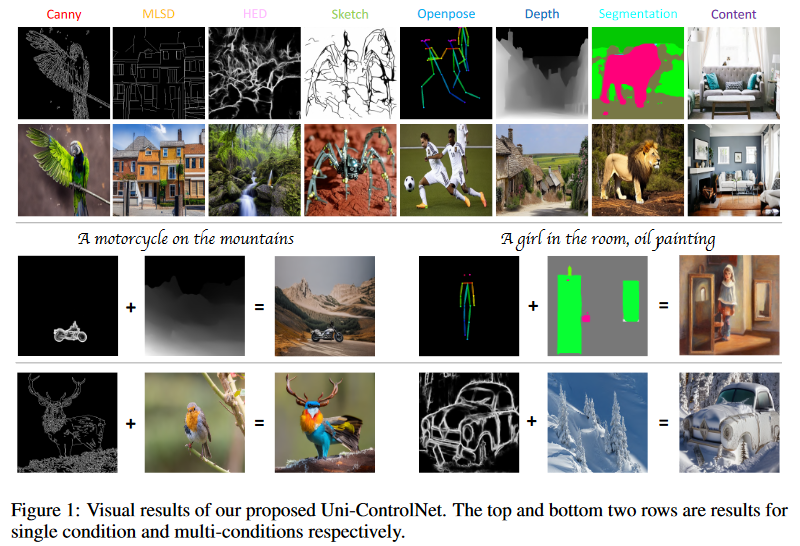 Canny MLSD HED Sketch Openpose Depth Segmentation Content
A motorcycle on the mountains
A girl in the room, oil painting
+ = + =
+ = + =
Figure 1: Visual results of our proposed Uni-ControlNet. The top and bottom two rows are results for
single condition and multi-conditions respectively.